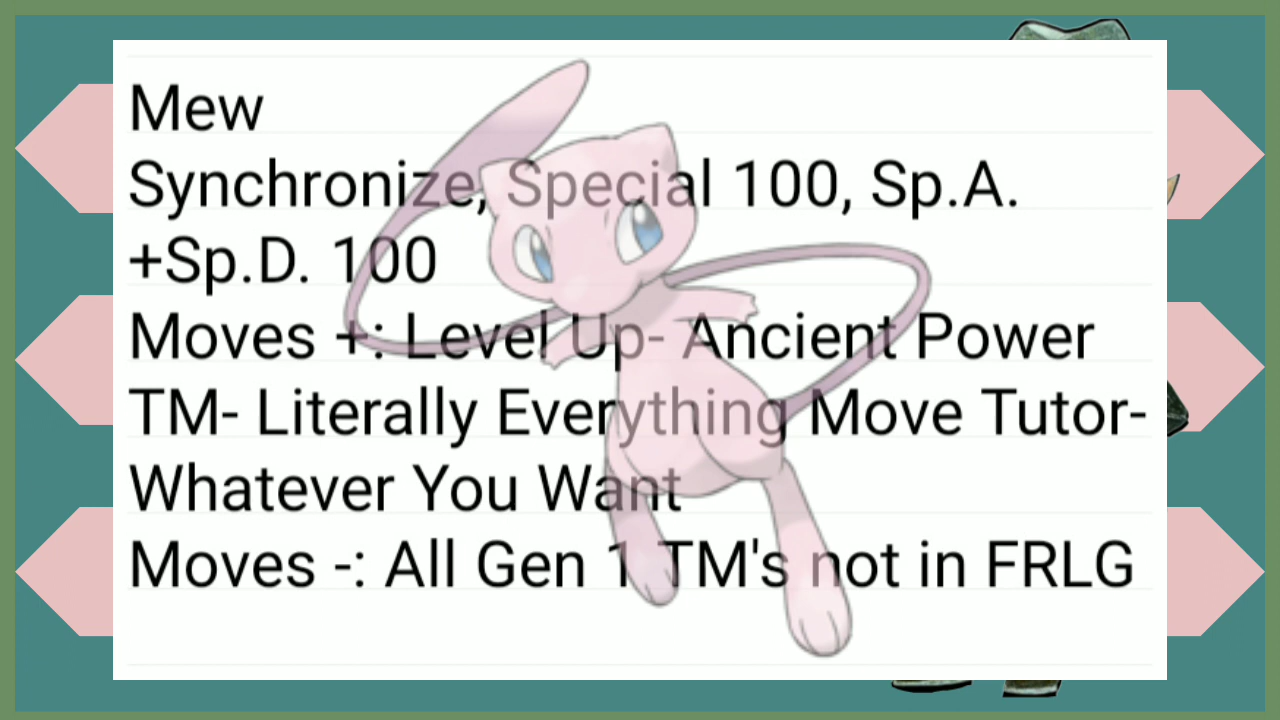 Mew
Synchronize, Special 100, Sp.A.
+Sp.D. 100
Moves +: Level Up- Ancient Power
TM- Literally Everything Move Tutor-
Whatever You Want
Moves -: All Gen 1 TM's not in FRLG